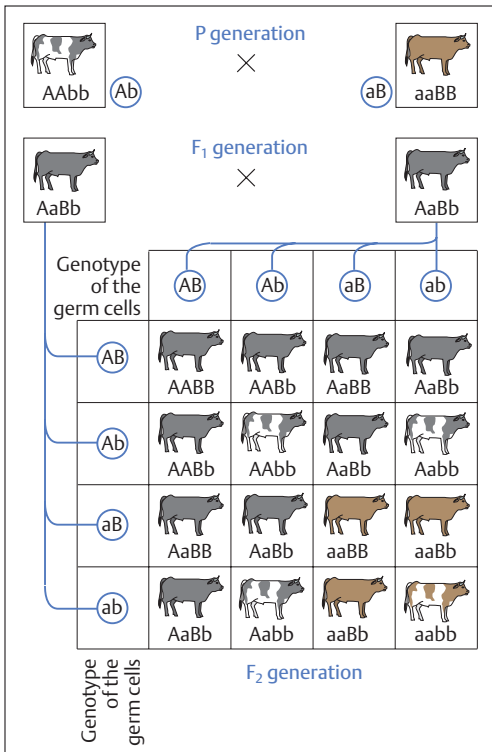 P generation
AAbb Ab aB aaBB
F₁ generation
AaBb AaBb
Genotype
of the
germ cells
AB Ab aB ab
AB
AABB AABb AaBB AaBb
Ab
AABb AAbb AaBb Aabb
aB
AaBB AaBb aaBB aaBb
ab
AaBb Aabb aaBb aabb
Genotype
of the
germ cells
F₂ generation